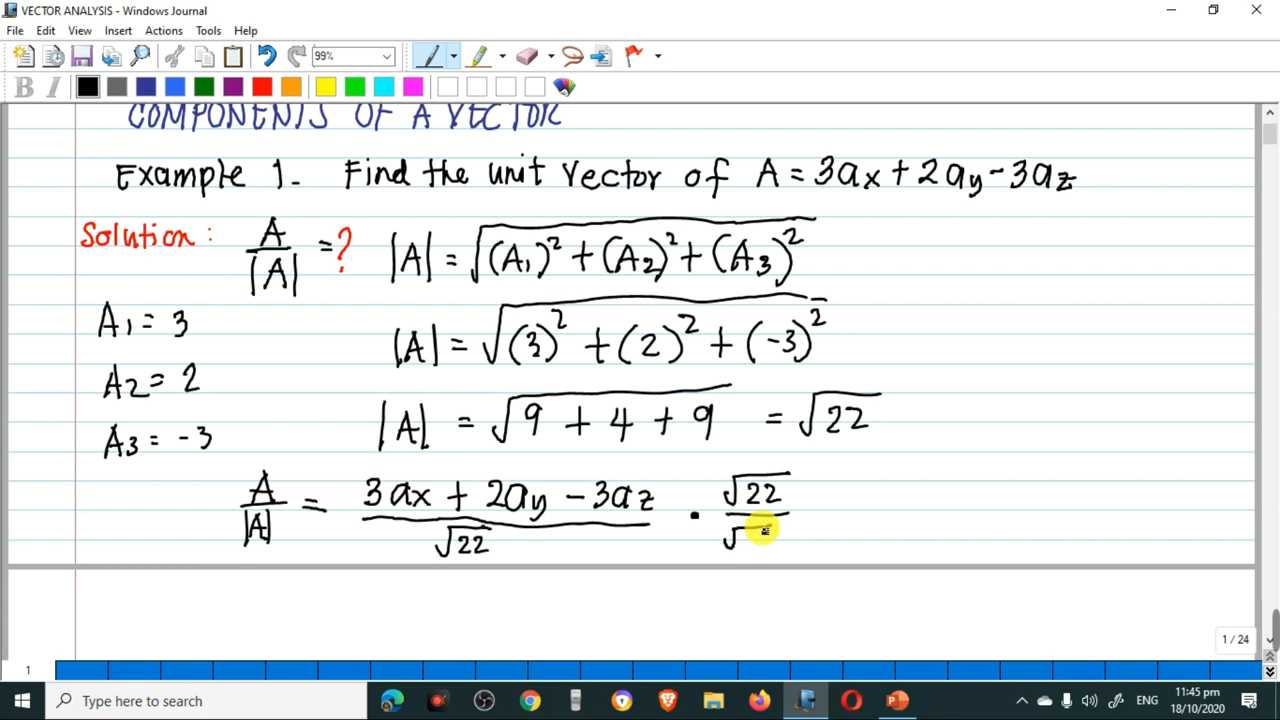 VECTOR ANALYSIS - Windows Journal
File Edit View Insert Actions Tools Help
99%
B I
COMPONENTS OF A VECTOR
Example 1. Find the unit vector of A = 3ax + 2ay - 3az
Solution: A/|A| = ? |A| = √((A1)² + (A2)² + (A3)²)
A1 = 3
|A| = √((3)² + (2)² + (-3)²)
A2 = 2
|A| = √(9 + 4 + 9) = √22
A3 = -3
A/|A| = (3ax + 2ay - 3az)/√22 · √22/√
1 / 24
1
Type here to search
ENG
11:45 pm
18/10/2020